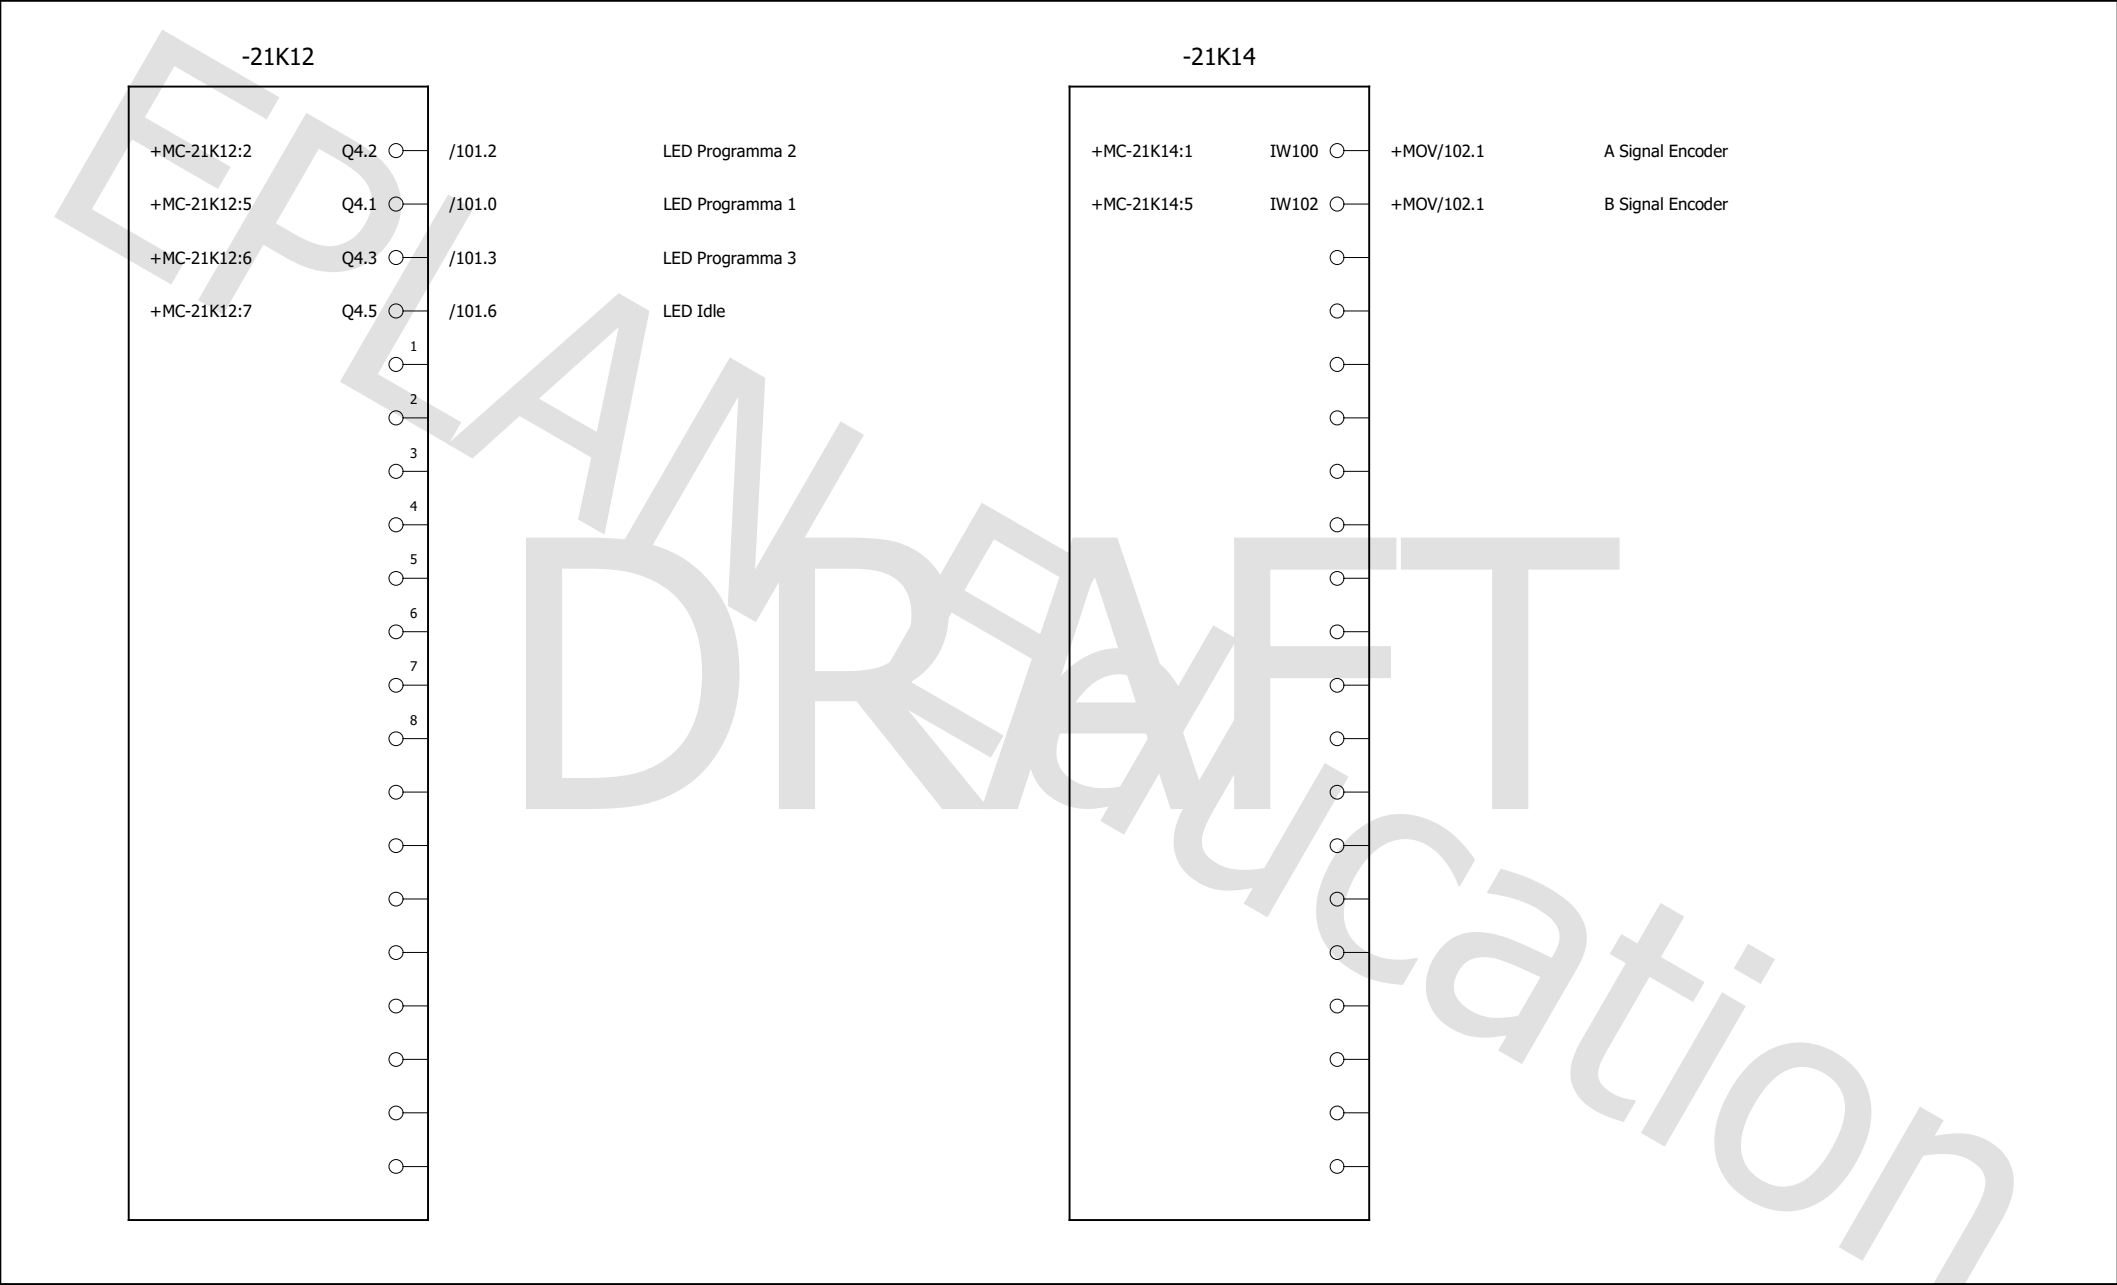 -21K12
+MC-21K12:2 Q4.2 /101.2 LED Programma 2
+MC-21K12:5 Q4.1 /101.0 LED Programma 1
+MC-21K12:6 Q4.3 /101.3 LED Programma 3
+MC-21K12:7 Q4.5 /101.6 LED Idle
1
2
3
4
5
6
7
8
-21K14
+MC-21K14:1 IW100 +MOV/102.1 A Signal Encoder
+MC-21K14:5 IW102 +MOV/102.1 B Signal Encoder
EPLAN Education
DRAFT